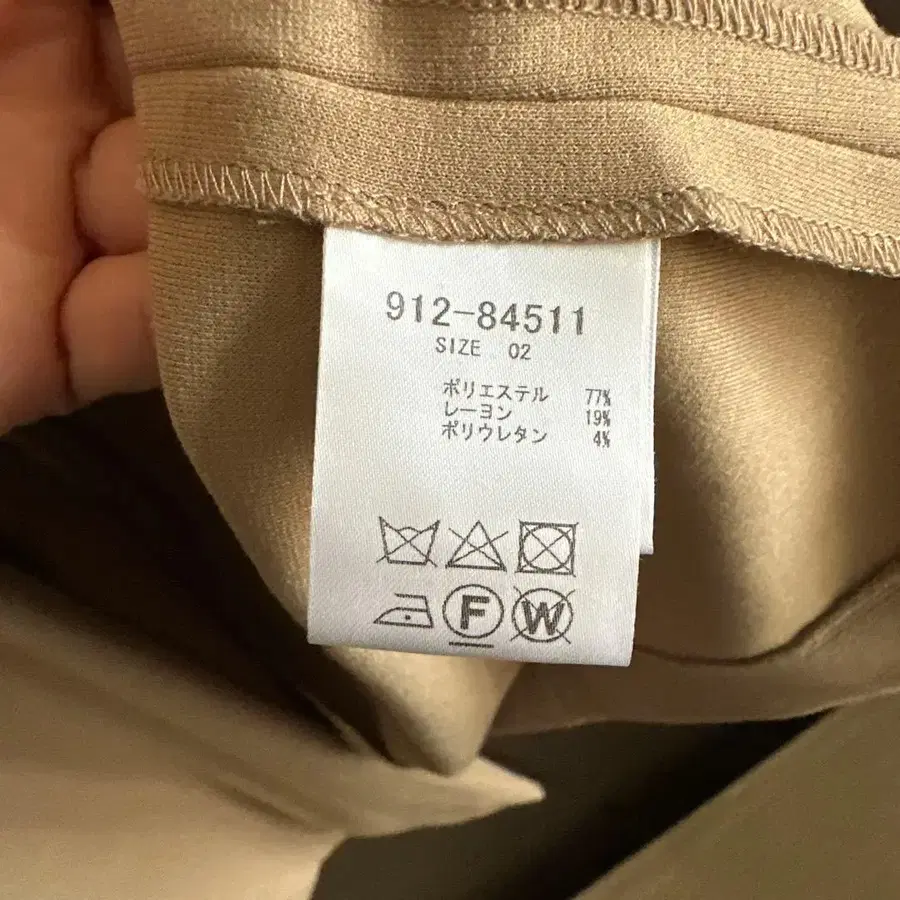 912-84511
SIZE 02
ポリエステル 77%
レーヨン 19%
ポリウレタン 4%
F W